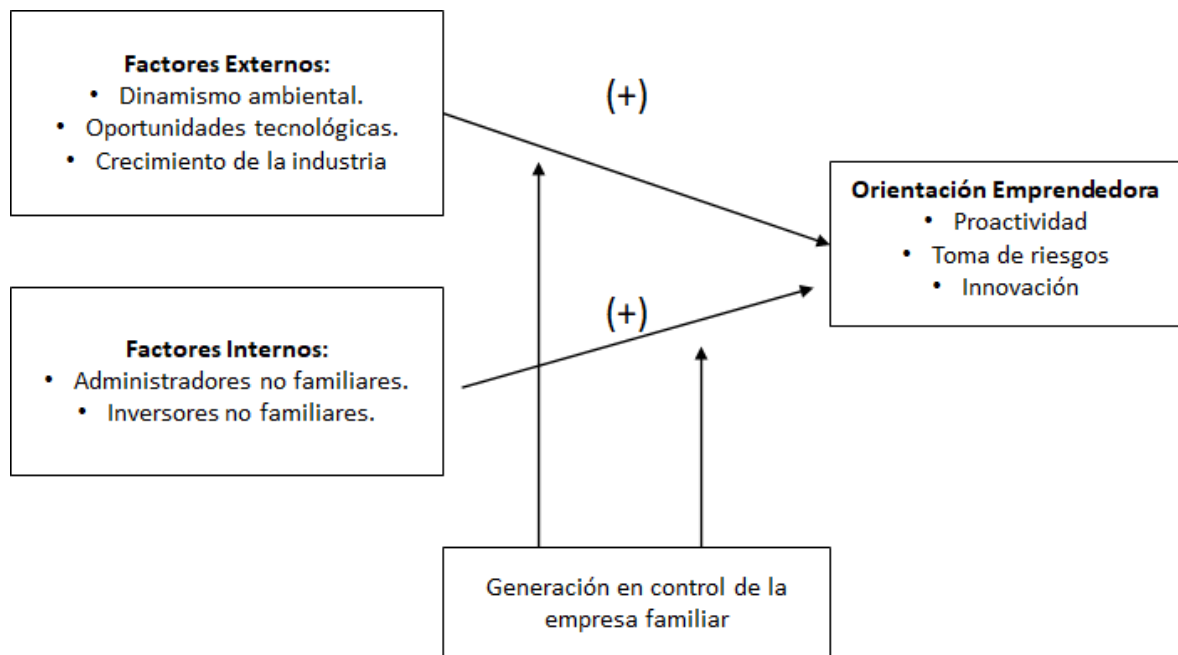 Factores Externos:
• Dinamismo ambiental.
• Oportunidades tecnológicas.
• Crecimiento de la industria
(+)
Orientación Emprendedora
• Proactividad
• Toma de riesgos
• Innovación
(+)
Factores Internos:
• Administradores no familiares.
• Inversores no familiares.
Generación en control de la
empresa familiar